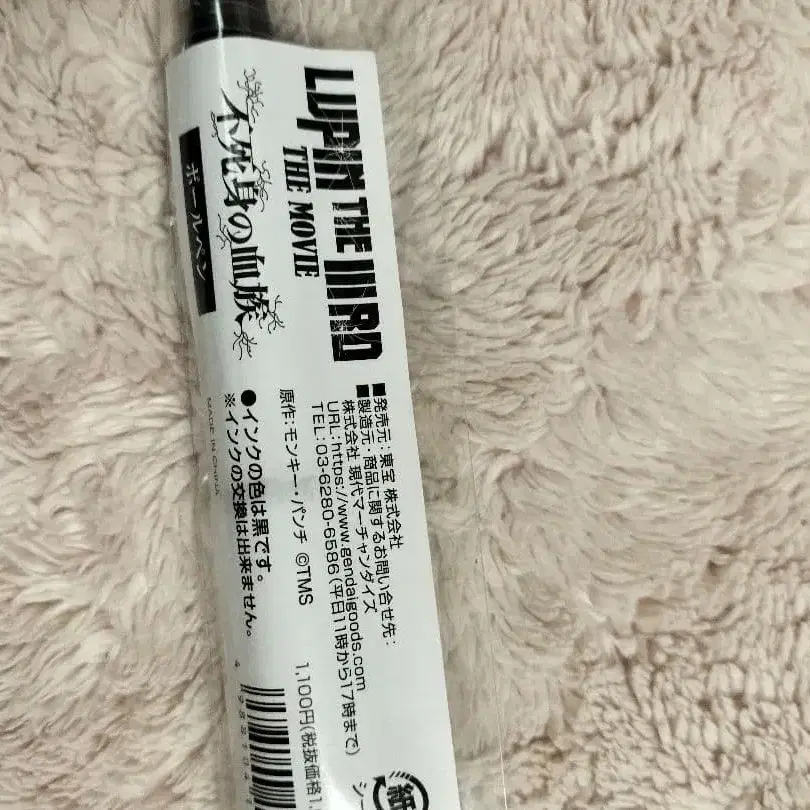 LUPIN THE IIIRD
THE MOVIE
不死身の血族
ボールペン
■発売元：東宝 株式会社
■製造元・商品に関するお問い合せ先：
株式会社 現代マーチャンダイズ
URL:https://www.gendaigoods.com
TEL:03-6280-6586(平日11時から17時まで)
原作：モンキー・パンチ ©TMS
●インクの色は黒です。
※インクの交換は出来ません。
MADE IN CHINA
1,100円(税抜価格1,
紙